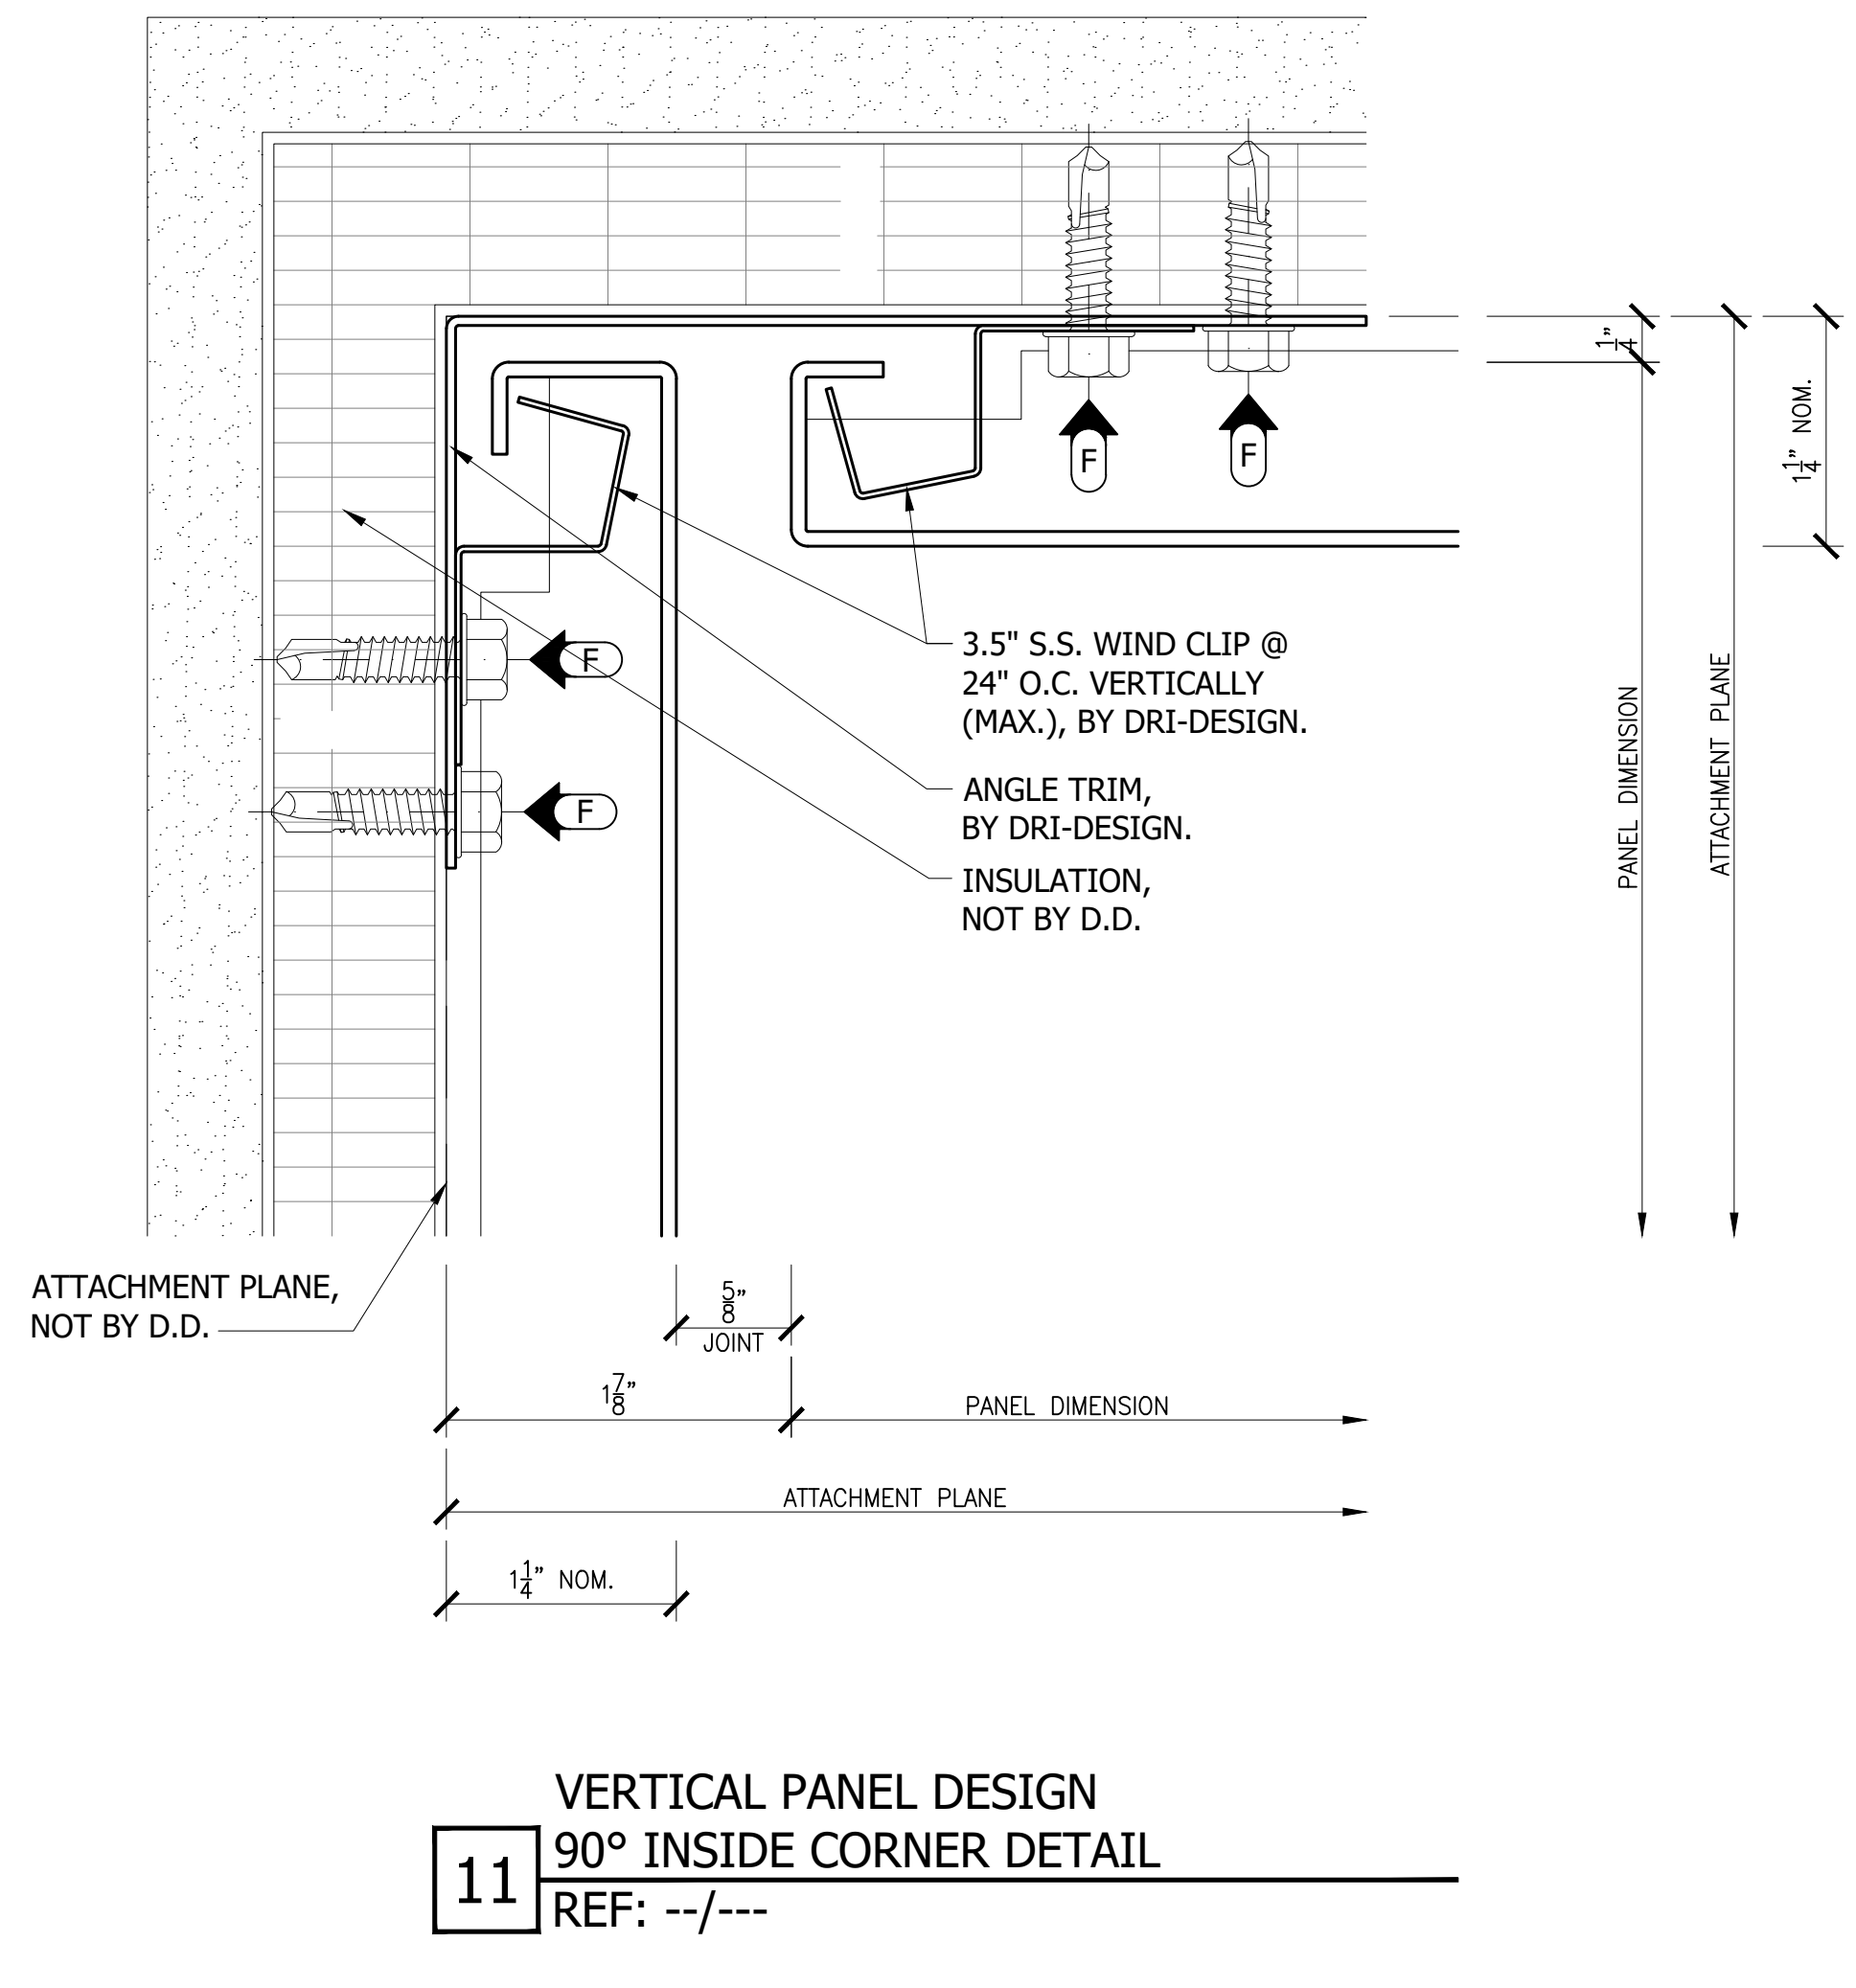 1/4"
1 1/4" NOM.
F
F
F
F
3.5" S.S. WIND CLIP @
24" O.C. VERTICALLY
(MAX.), BY DRI-DESIGN.
ANGLE TRIM,
BY DRI-DESIGN.
INSULATION,
NOT BY D.D.
PANEL DIMENSION
ATTACHMENT PLANE
ATTACHMENT PLANE,
NOT BY D.D.
5/8"
JOINT
1 7/8"
PANEL DIMENSION
ATTACHMENT PLANE
1 1/4" NOM.
VERTICAL PANEL DESIGN
90° INSIDE CORNER DETAIL
11
REF: --/---